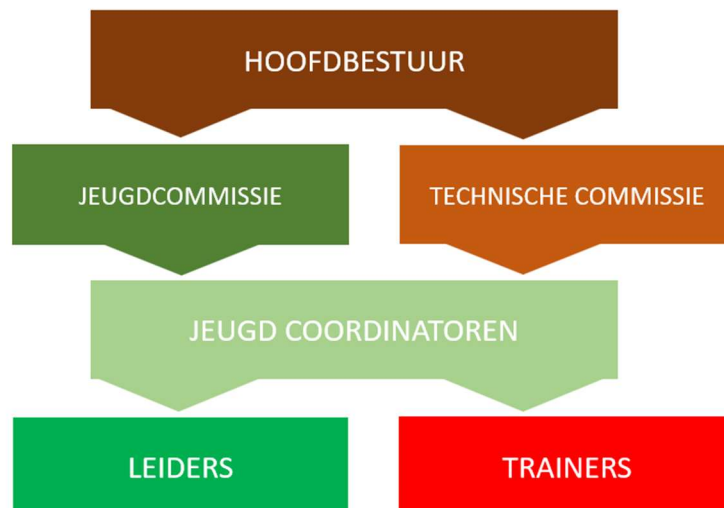 HOOFDBESTUUR
JEUGDCOMMISSIE
TECHNISCHE COMMISSIE
JEUGD COORDINATOREN
LEIDERS
TRAINERS